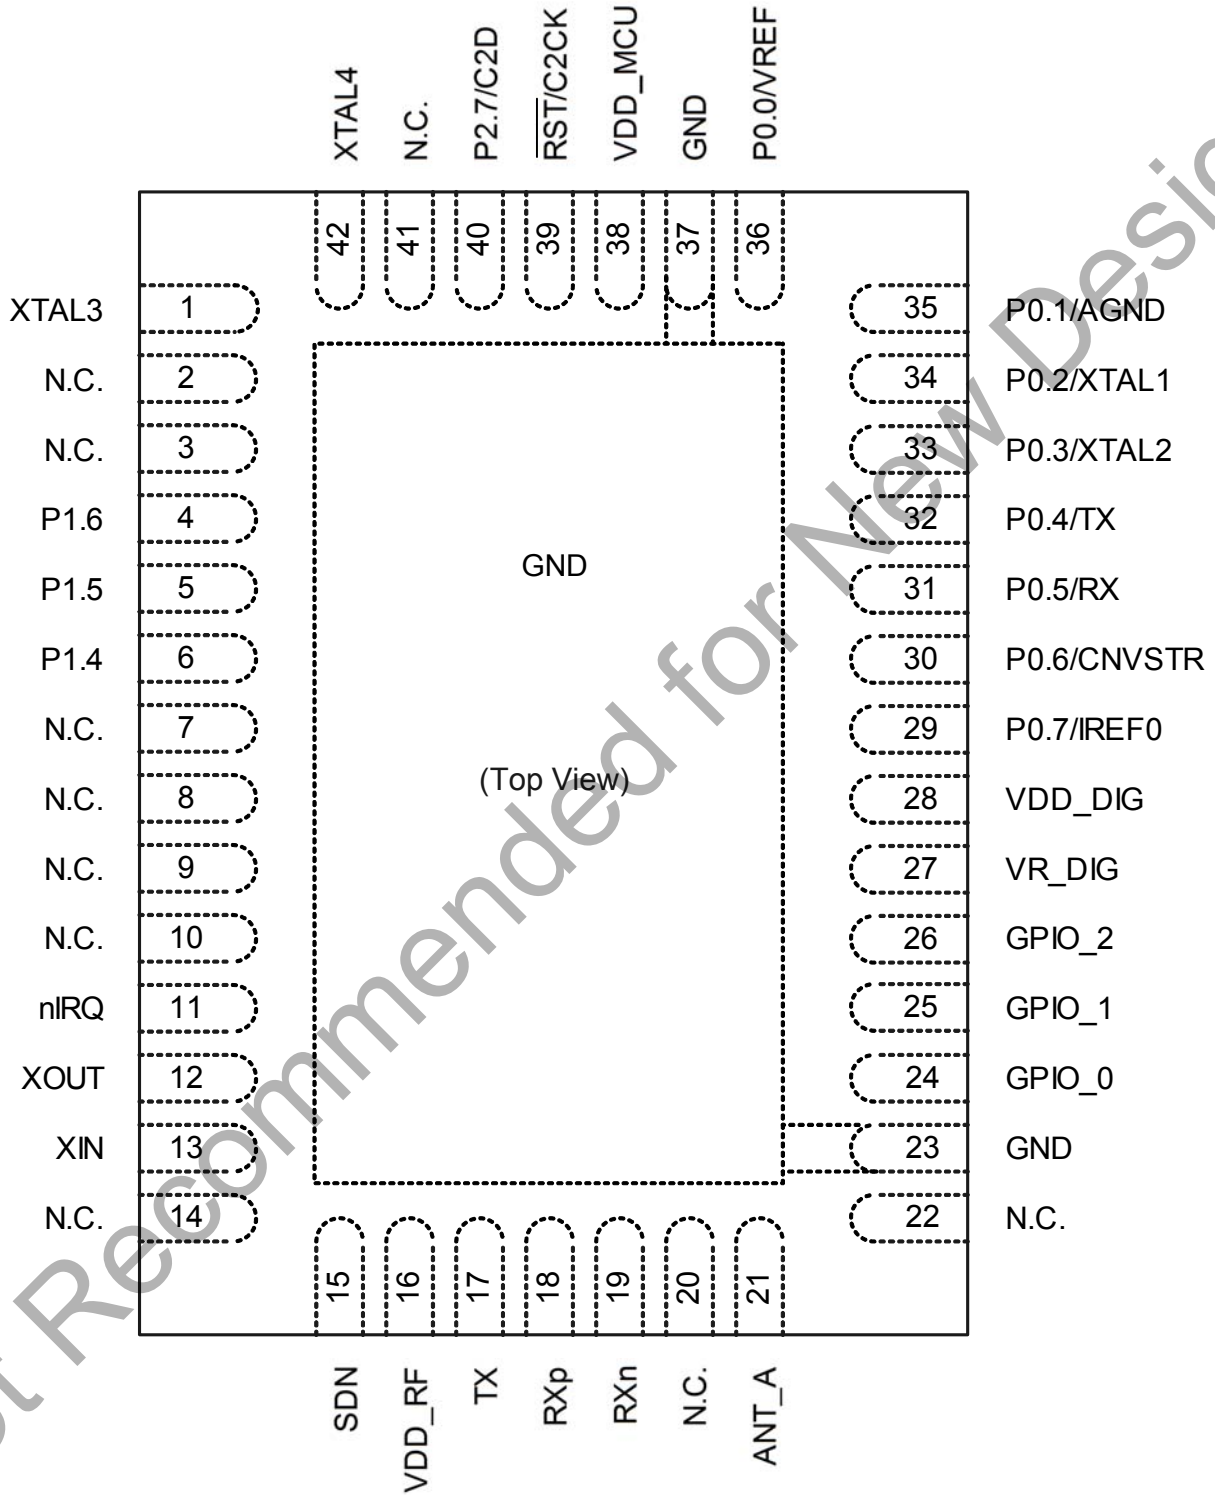 XTAL4
N.C.
P2.7/C2D
RST/C2CK
VDD_MCU
GND
P0.0/VREF
42
41
40
39
38
37
36
XTAL3 1
35 P0.1/AGND
N.C. 2
34 P0.2/XTAL1
N.C. 3
33 P0.3/XTAL2
P1.6 4
32 P0.4/TX
P1.5 5
31 P0.5/RX
P1.4 6
30 P0.6/CNVSTR
N.C. 7
29 P0.7/IREF0
N.C. 8
28 VDD_DIG
N.C. 9
27 VR_DIG
N.C. 10
26 GPIO_2
nIRQ 11
25 GPIO_1
XOUT 12
24 GPIO_0
XIN 13
23 GND
N.C. 14
22 N.C.
GND
(Top View)
15
16
17
18
19
20
21
SDN
VDD_RF
TX
RXp
RXn
N.C.
ANT_A
Recommended for New